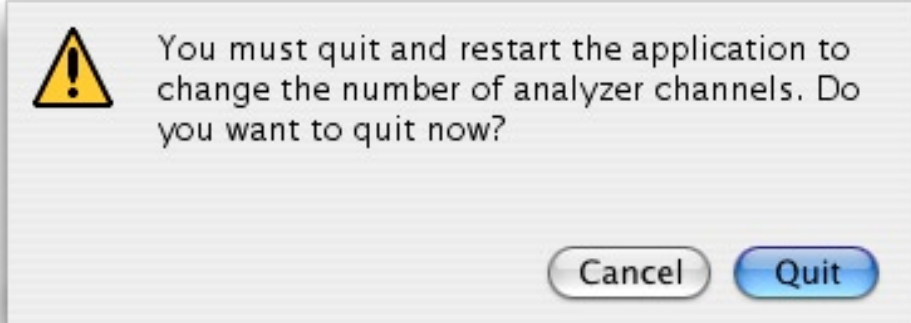 You must quit and restart the application to
change the number of analyzer channels. Do
you want to quit now?
Cancel
Quit